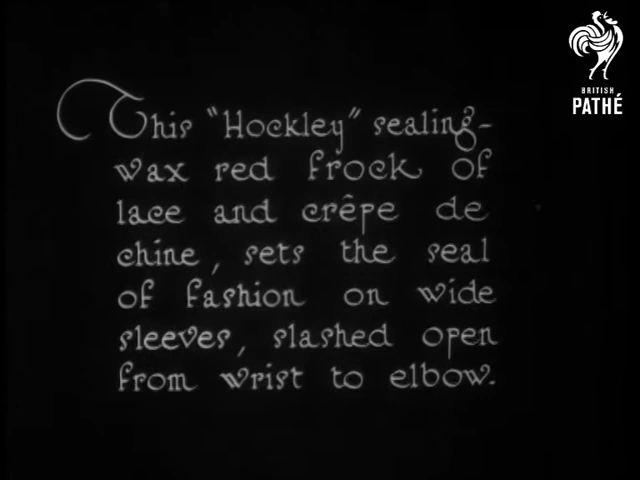 BRITISH
PATHÉ
This "Hockley" sealing-
wax red frock of
lace and crêpe de
chine, sets the seal
of fashion on wide
sleeves, slashed open
from wrist to elbow.